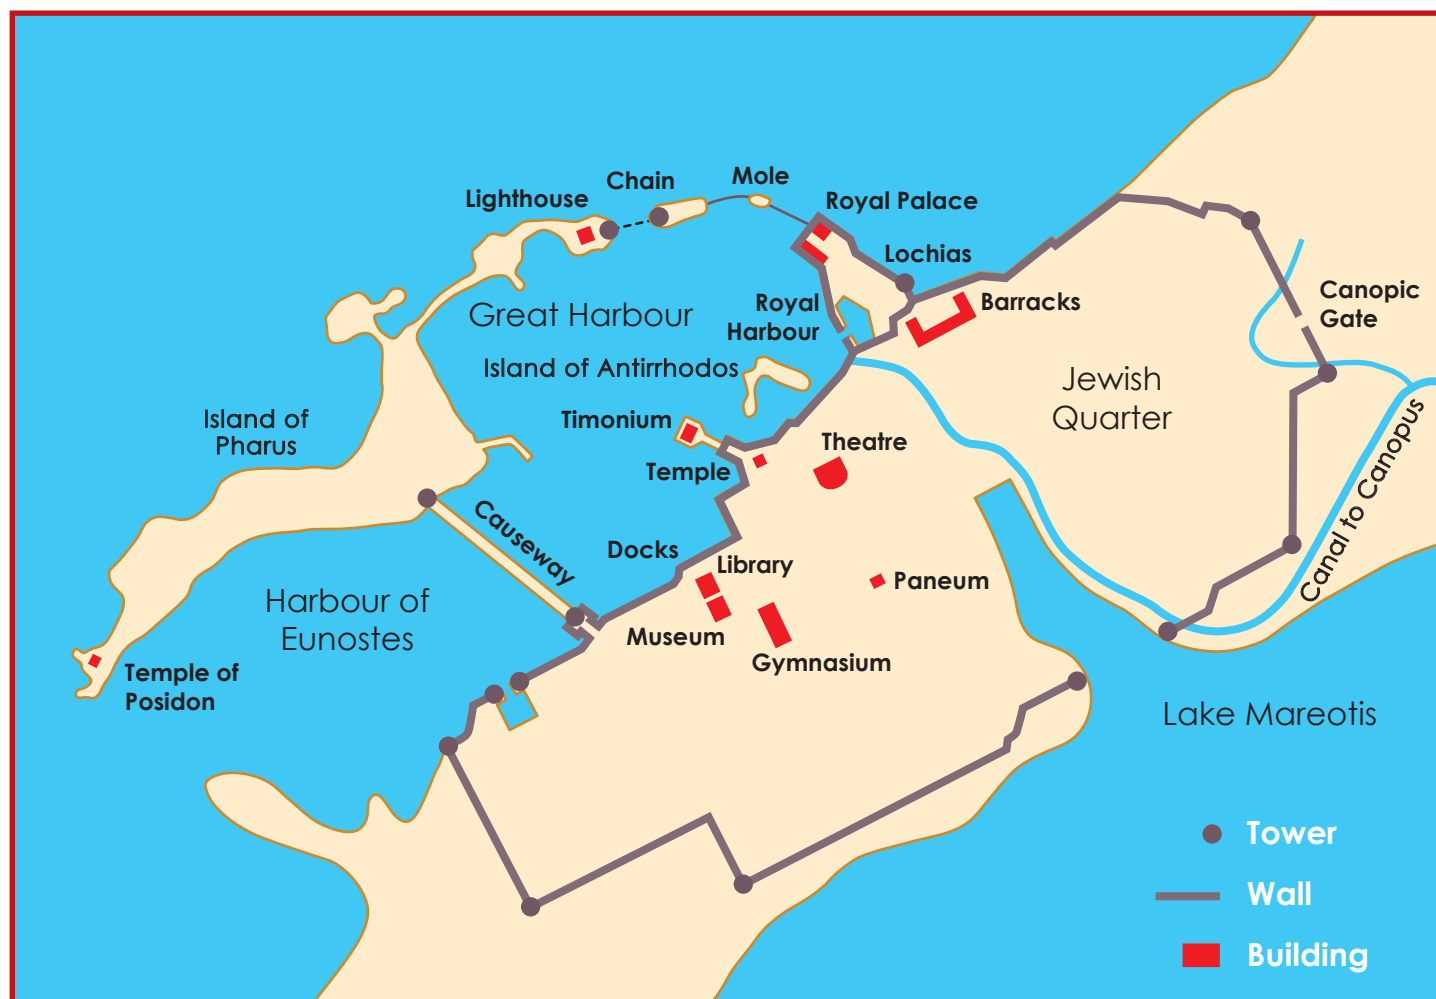 Lighthouse
Chain
Mole
Royal Palace
Lochias
Great Harbour
Royal
Harbour
Barracks
Canopic
Gate
Island of Antirrhodos
Jewish
Quarter
Island of
Pharus
Timonium
Theatre
Temple
Canal to Canopus
Causeway
Docks
Library
Paneum
Harbour of
Eunostes
Museum
Gymnasium
Temple of
Posidon
Lake Mareotis
Tower
Wall
Building